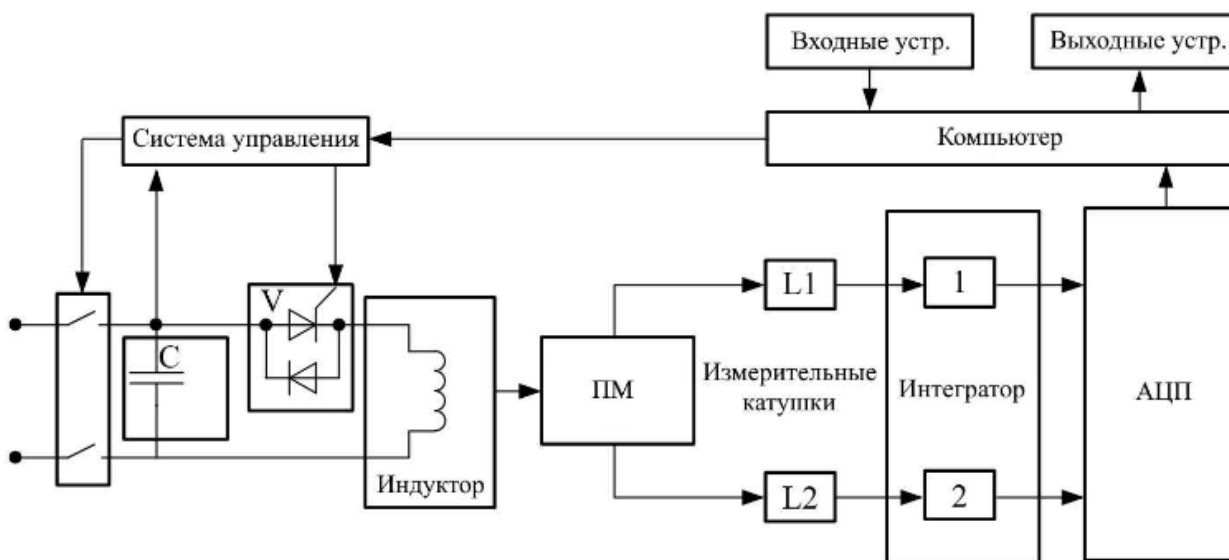 Входные устр.
Выходные устр.
Система управления
Компьютер
V
L1
1
C
ПМ
Измерительные
катушки
Интегратор
АЦП
Индуктор
L2
2